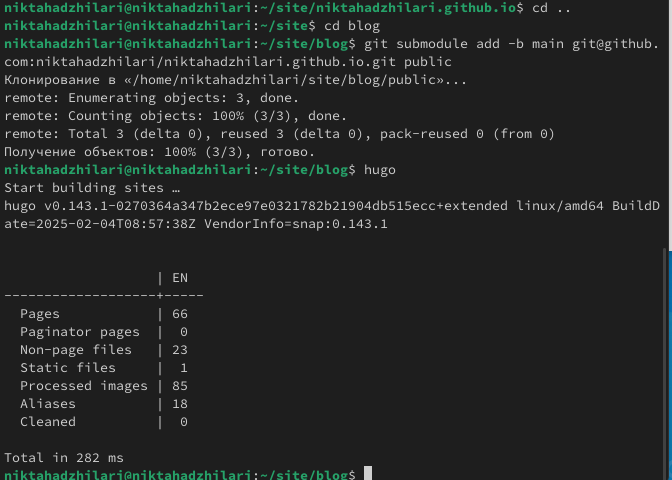 niktahadzhilari@niktahadzhilari:~/site/niktahadzhilari.github.io$ cd ..
niktahadzhilari@niktahadzhilari:~/site$ cd blog
niktahadzhilari@niktahadzhilari:~/site/blog$ git submodule add -b main git@github.
com:niktahadzhilari/niktahadzhilari.github.io.git public
Клонирование в «/home/niktahadzhilari/site/blog/public»...
remote: Enumerating objects: 3, done.
remote: Counting objects: 100% (3/3), done.
remote: Total 3 (delta 0), reused 3 (delta 0), pack-reused 0 (from 0)
Получение объектов: 100% (3/3), готово.
niktahadzhilari@niktahadzhilari:~/site/blog$ hugo
Start building sites …
hugo v0.143.1-0270364a347b2ece97e0321782b21904db515ecc+extended linux/amd64 BuildD
ate=2025-02-04T08:57:38Z VendorInfo=snap:0.143.1
                   | EN
-------------------+-----
  Pages            | 66
  Paginator pages  |  0
  Non-page files   | 23
  Static files     |  1
  Processed images | 85
  Aliases          | 18
  Cleaned          |  0
Total in 282 ms
niktahadzhilari@niktahadzhilari:~/site/blog$